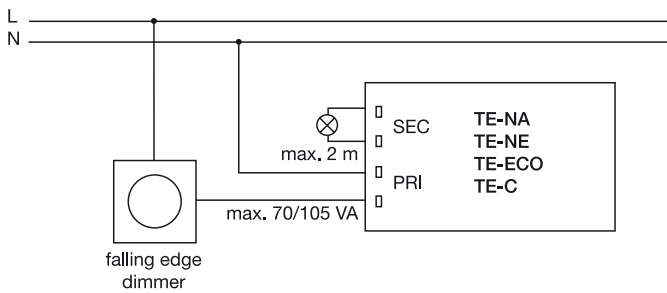 L
N
SEC
max. 2 m
PRI
max. 70/105 VA
TE-NA
TE-NE
TE-ECO
TE-C
falling edge
dimmer